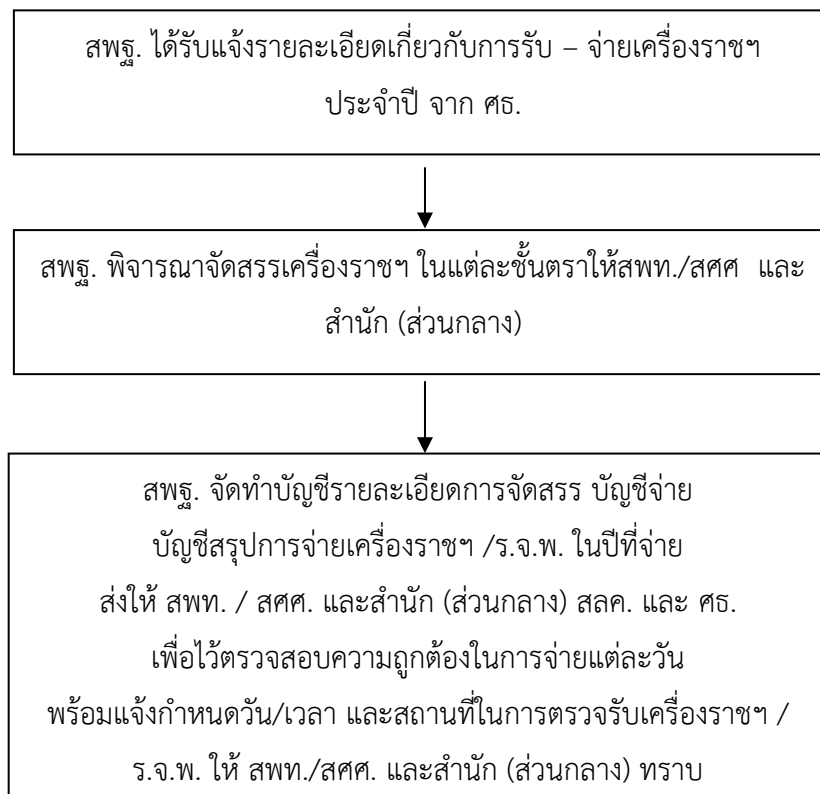 สพฐ. ได้รับแจ้งรายละเอียดเกี่ยวกับการรับ – จ่ายเครื่องราชฯ
ประจำปี จาก ศธ.
สพฐ. พิจารณาจัดสรรเครื่องราชฯ ในแต่ละชั้นตราให้สพท./สศศ และ
สำนัก (ส่วนกลาง)
สพฐ. จัดทำบัญชีรายละเอียดการจัดสรร บัญชีจ่าย
บัญชีสรุปการจ่ายเครื่องราชฯ /ร.จ.พ. ในปีที่จ่าย
ส่งให้ สพท. / สศศ. และสำนัก (ส่วนกลาง) สลค. และ ศธ.
เพื่อไว้ตรวจสอบความถูกต้องในการจ่ายแต่ละวัน
พร้อมแจ้งกำหนดวัน/เวลา และสถานที่ในการตรวจรับเครื่องราชฯ /
ร.จ.พ. ให้ สพท./สศศ. และสำนัก (ส่วนกลาง) ทราบ